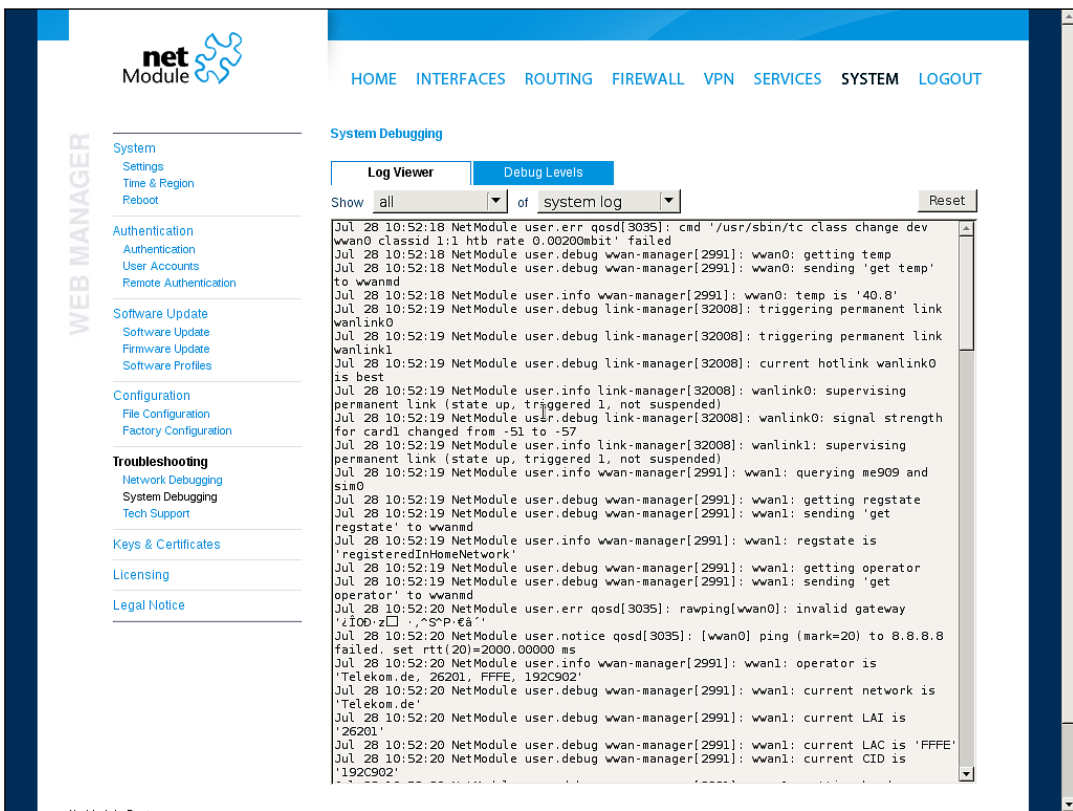 net
Module
HOME INTERFACES ROUTING FIREWALL VPN SERVICES SYSTEM LOGOUT
WEB MANAGER
System
Settings
Time & Region
Reboot
Authentication
Authentication
User Accounts
Remote Authentication
Software Update
Software Update
Firmware Update
Software Profiles
Configuration
File Configuration
Factory Configuration
Troubleshooting
Network Debugging
System Debugging
Tech Support
Keys & Certificates
Licensing
Legal Notice
System Debugging
Log Viewer Debug Levels
Show all of system log Reset
Jul 28 10:52:18 NetModule user.err qosd[3035]: cmd '/usr/sbin/tc class change dev
wwan0 classid 1:1 htb rate 0.00200mbit' failed
Jul 28 10:52:18 NetModule user.debug wwan-manager[2991]: wwan0: getting temp
Jul 28 10:52:18 NetModule user.debug wwan-manager[2991]: wwan0: sending 'get temp'
to wwanmd
Jul 28 10:52:18 NetModule user.info wwan-manager[2991]: wwan0: temp is '40.8'
Jul 28 10:52:19 NetModule user.debug link-manager[32008]: triggering permanent link
wanlink0
Jul 28 10:52:19 NetModule user.debug link-manager[32008]: triggering permanent link
wanlink1
Jul 28 10:52:19 NetModule user.debug link-manager[32008]: current hotlink wanlink0
is best
Jul 28 10:52:19 NetModule user.info link-manager[32008]: wanlink0: supervising
permanent link (state up, triggered 1, not suspended)
Jul 28 10:52:19 NetModule user.debug link-manager[32008]: wanlink0: signal strength
for card1 changed from -51 to -57
Jul 28 10:52:19 NetModule user.info link-manager[32008]: wanlink1: supervising
permanent link (state up, triggered 1, not suspended)
Jul 28 10:52:19 NetModule user.info wwan-manager[2991]: wwan1: querying me909 and
sim0
Jul 28 10:52:19 NetModule user.debug wwan-manager[2991]: wwan1: getting regstate
Jul 28 10:52:19 NetModule user.debug wwan-manager[2991]: wwan1: sending 'get
regstate' to wwanmd
Jul 28 10:52:19 NetModule user.info wwan-manager[2991]: wwan1: regstate is
'registeredInHomeNetwork'
Jul 28 10:52:19 NetModule user.debug wwan-manager[2991]: wwan1: getting operator
Jul 28 10:52:19 NetModule user.debug wwan-manager[2991]: wwan1: sending 'get
operator' to wwanmd
Jul 28 10:52:20 NetModule user.err qosd[3035]: rawping[wwan0]: invalid gateway
Jul 28 10:52:20 NetModule user.notice qosd[3035]: [wwan0] ping (mark=20) to 8.8.8.8
failed. set rtt(20)=2000.00000 ms
Jul 28 10:52:20 NetModule user.info wwan-manager[2991]: wwan1: operator is
'Telekom.de, 26201, FFFE, 192C902'
Jul 28 10:52:20 NetModule user.debug wwan-manager[2991]: wwan1: current network is
'Telekom.de'
Jul 28 10:52:20 NetModule user.debug wwan-manager[2991]: wwan1: current LAI is
'26201'
Jul 28 10:52:20 NetModule user.debug wwan-manager[2991]: wwan1: current LAC is 'FFFE'
Jul 28 10:52:20 NetModule user.debug wwan-manager[2991]: wwan1: current CID is
'192C902'